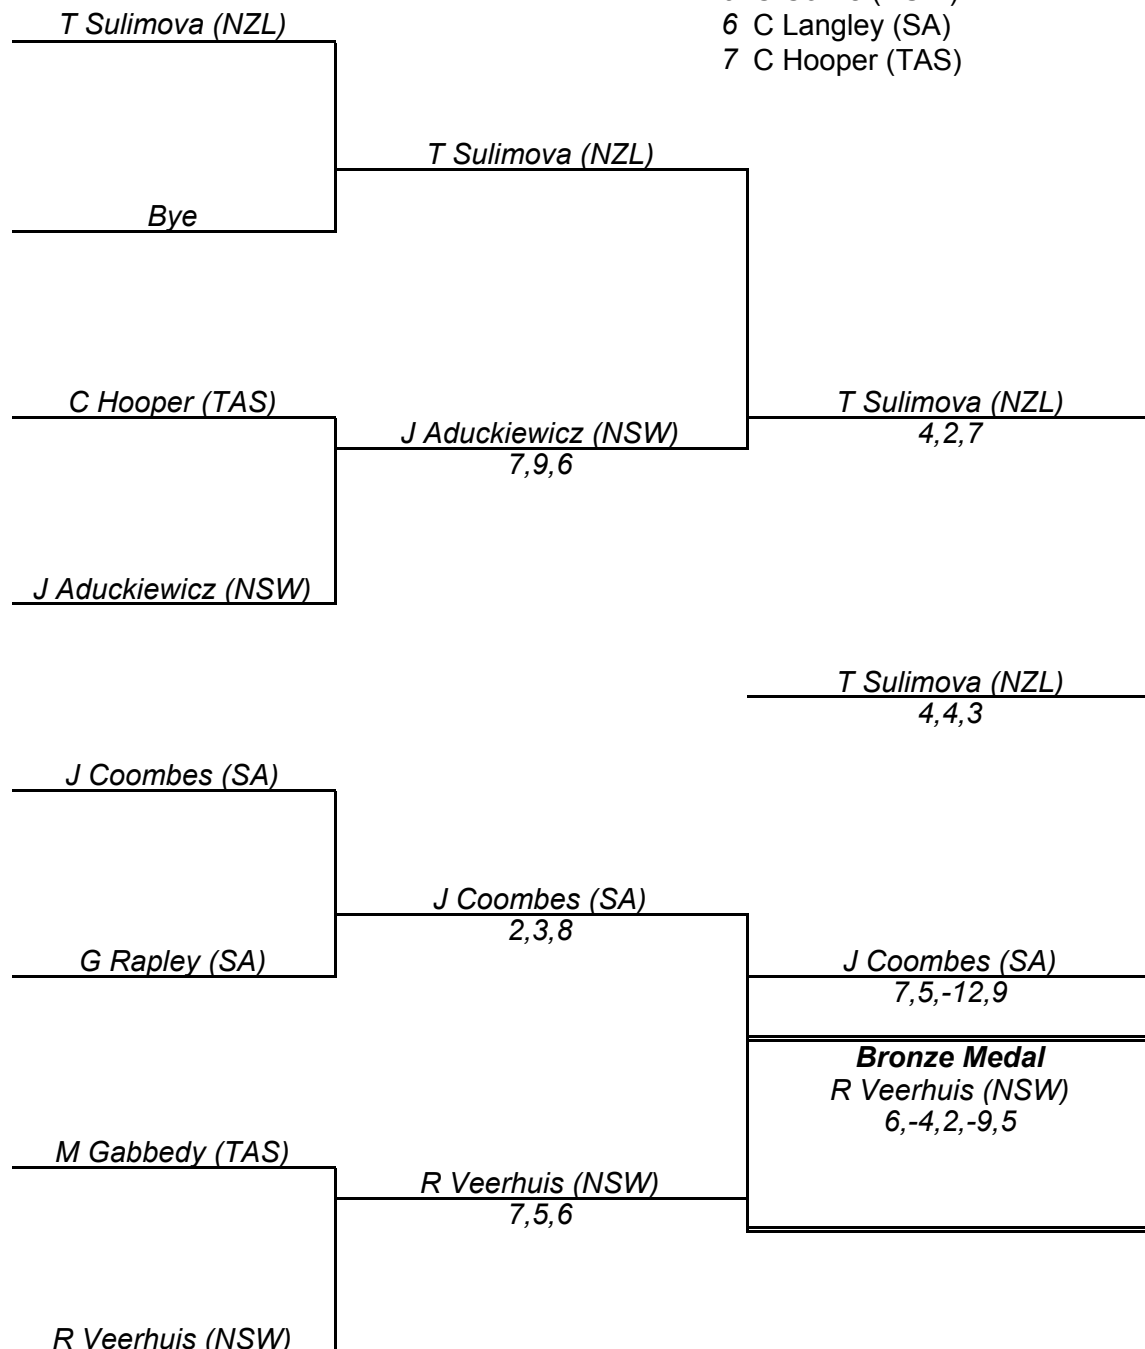 T Sulimova (NZL)
6 C Langley (SA)
7 C Hooper (TAS)
T Sulimova (NZL)
Bye
C Hooper (TAS)
T Sulimova (NZL)
J Aduckiewicz (NSW)
4,2,7
7,9,6
J Aduckiewicz (NSW)
T Sulimova (NZL)
4,4,3
J Coombes (SA)
J Coombes (SA)
2,3,8
G Rapley (SA)
J Coombes (SA)
7,5,-12,9
Bronze Medal
R Veerhuis (NSW)
6,-4,2,-9,5
M Gabbedy (TAS)
R Veerhuis (NSW)
7,5,6
R Veerhuis (NSW)